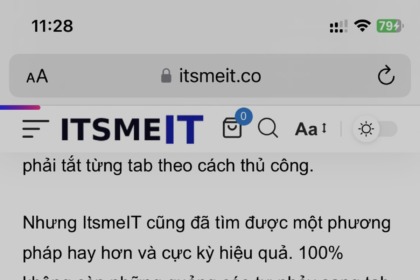 11:28
79
AA
itsmeit.co
ITSMEIT
0
Aa
phải tắt từng tab theo cách thủ công.
Nhưng ItsmeIT cũng đã tìm được một phương
pháp hay hơn và cực kỳ hiệu quả. 100%